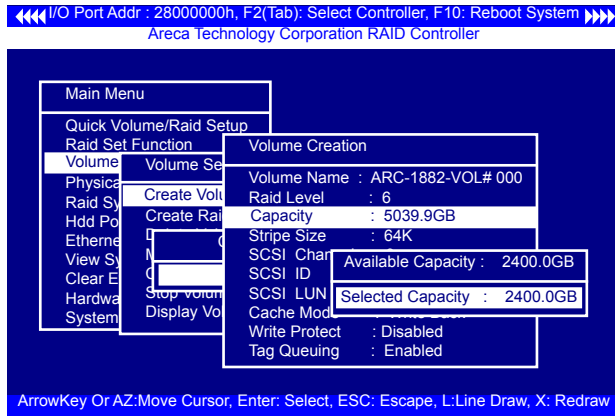 I/O Port Addr : 28000000h, F2(Tab): Select Controller, F10: Reboot System
Areca Technology Corporation RAID Controller
Main Menu
Quick Volume/Raid Setup
Raid Set Function
Volume
Physica
Raid Sy
Hdd Po
Etherne
View Sy
Clear E
Hardwa
System
Volume Se
Create Volu
Create Rai
Stop Volum
Display Vo
Volume Creation
Volume Name : ARC-1882-VOL# 000
Raid Level : 6
Capacity : 5039.9GB
Stripe Size : 64K
SCSI Chan
SCSI ID
SCSI LUN
Cache Mode
Write Protect : Disabled
Tag Queuing : Enabled
Available Capacity : 2400.0GB
Selected Capacity : 2400.0GB
ArrowKey Or AZ:Move Cursor, Enter: Select, ESC: Escape, L:Line Draw, X: Redraw